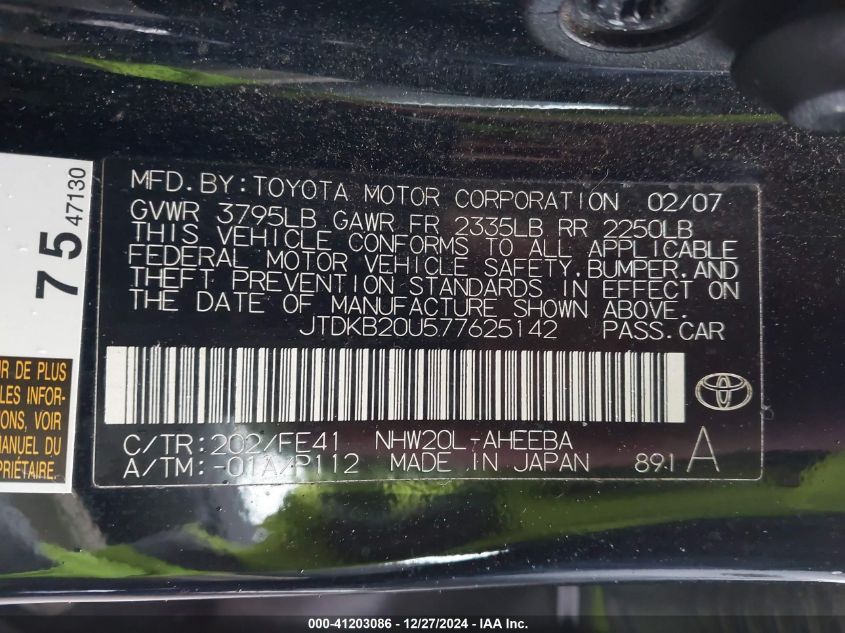 MFD.BY:TOYOTA MOTOR CORPORATION 02/07
GVWR 3795LB GAWR FR 2335LB RR 2250LB
THIS VEHICLE CONFORMS TO ALL APPLICABLE
FEDERAL MOTOR VEHICLE SAFETY,BUMPER,AND
THEFT PREVENTION STANDARDS IN EFFECT ON
THE DATE OF MANUFACTURE SHOWN ABOVE.
JTDKB20U577625142 PASS.CAR
C/TR:202/FE41 NHW20L-AHEEBA
A/TM:-01A/P112 MADE IN JAPAN 891 A
75 47130
UR DE PLUS
LES INFOR-
ONS, VOIR
MANUEL DU
PRIÉTAIRE.
000-41203086 - 12/27/2024 - IAA Inc.